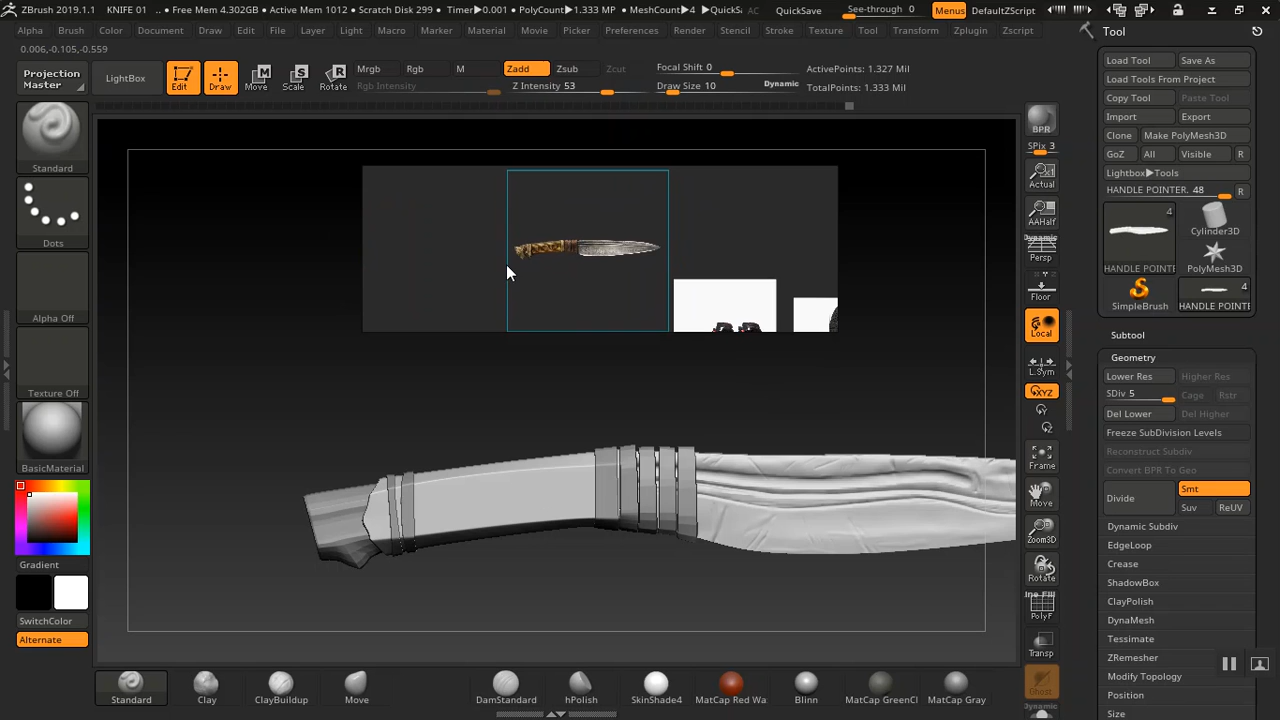 ZBrush 2019.1.1 KNIFE 01 .. • Free Mem 4.302GB • Active Mem 1012 • Scratch Disk 299 • Timer▶0.001 • PolyCount▶1.333 MP • MeshCount▶4 • QuickSa QuickSave See-through 0 Menus DefaultZScript
Alpha Brush Color Document Draw Edit File Layer Light Macro Marker Material Movie Picker Preferences Render Stencil Stroke Texture Tool Transform Zplugin Zscript
0.006,-0.105,-0.559
Projection Master
LightBox
Edit Draw Move Scale Rotate
Mrgb Rgb M Zadd Zsub Zcut
Rgb Intensity Z Intensity 53
Focal Shift 0
Draw Size 10 Dynamic
ActivePoints: 1.327 Mil
TotalPoints: 1.333 Mil
Standard
Dots
Alpha Off
Texture Off
BasicMaterial
Gradient
SwitchColor
Alternate
BPR
SPix 3
Actual
AAHalf
Dynamic
Persp
Floor
Local
L.Sym
XYZ
Y
Z
Frame
Move
Zoom3D
Rotate
Line Fill
PolyF
Transp
Ghost
Dynamic
Tool
Load Tool Save As
Load Tools From Project
Copy Tool Paste Tool
Import Export
Clone Make PolyMesh3D
GoZ All Visible R
Lightbox▶Tools
HANDLE POINTER. 48 R
4
HANDLE POINTE
Cylinder3D
PolyMesh3D
SimpleBrush
4
HANDLE POINTE
Subtool
Geometry
Lower Res Higher Res
SDiv 5 Cage Rstr
Del Lower Del Higher
Freeze SubDivision Levels
Reconstruct Subdiv
Convert BPR To Geo
Divide Smt
Suv ReUV
Dynamic Subdiv
EdgeLoop
Crease
ShadowBox
ClayPolish
DynaMesh
Tessimate
ZRemesher
Modify Topology
Position
Size
Standard Clay ClayBuildup Move DamStandard hPolish SkinShade4 MatCap Red Wa Blinn MatCap GreenCl MatCap Gray